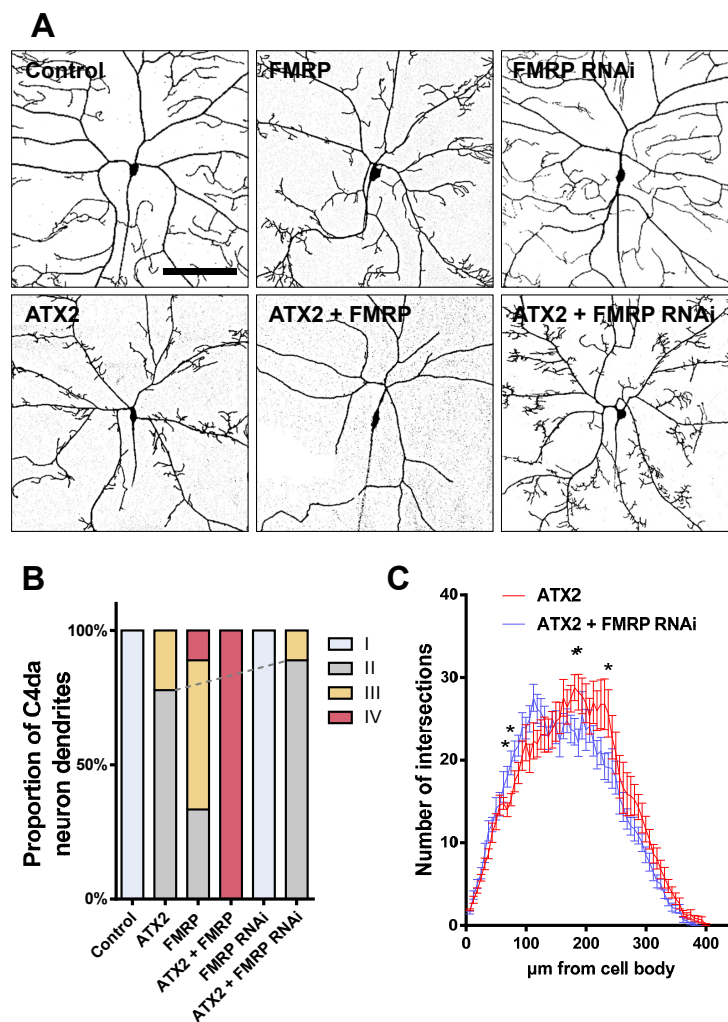 A
Control
FMRP
FMRP RNAi
ATX2
ATX2 + FMRP
ATX2 + FMRP RNAi
B
Proportion of C4da
neuron dendrites
100%
50%
0%
Control
ATX2
FMRP
ATX2 + FMRP
FMRP RNAi
ATX2 + FMRP RNAi
I
II
III
IV
C
Number of intersections
40
30
20
10
0
ATX2
ATX2 + FMRP RNAi
*
*
*
*
*
0
100
200
300
400
µm from cell body